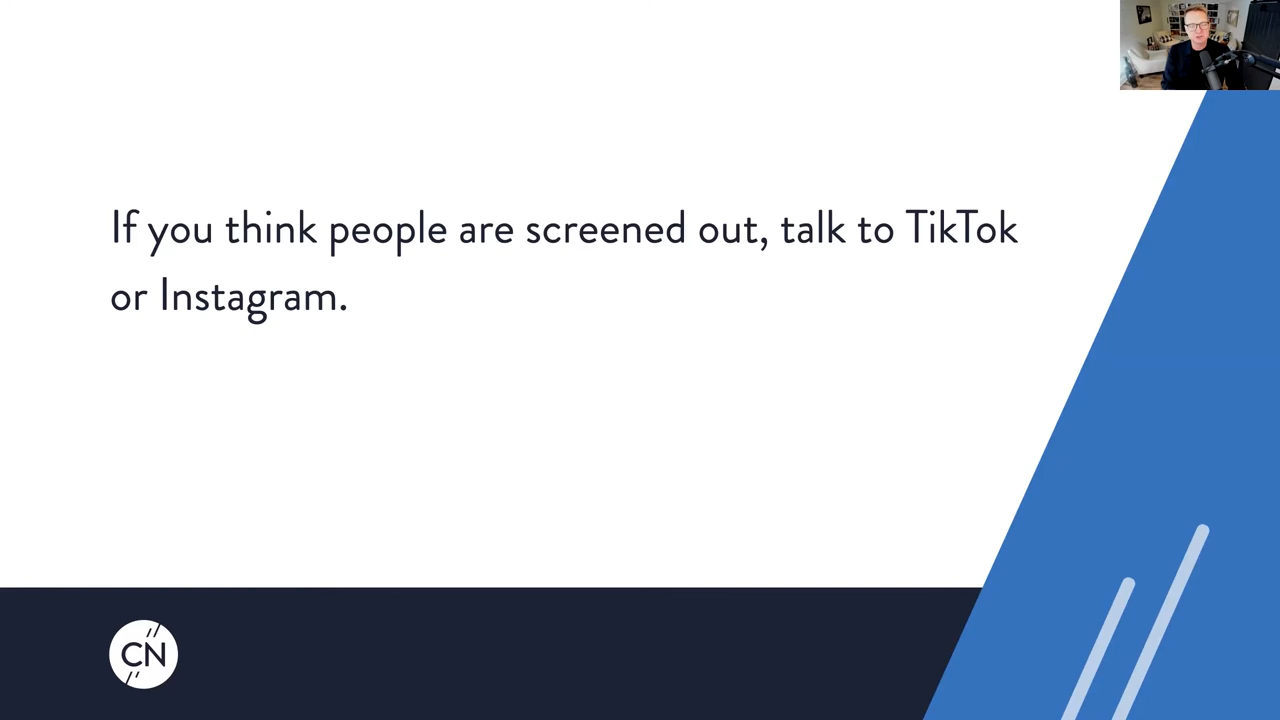 If you think people are screened out, talk to TikTok
or Instagram.
CN